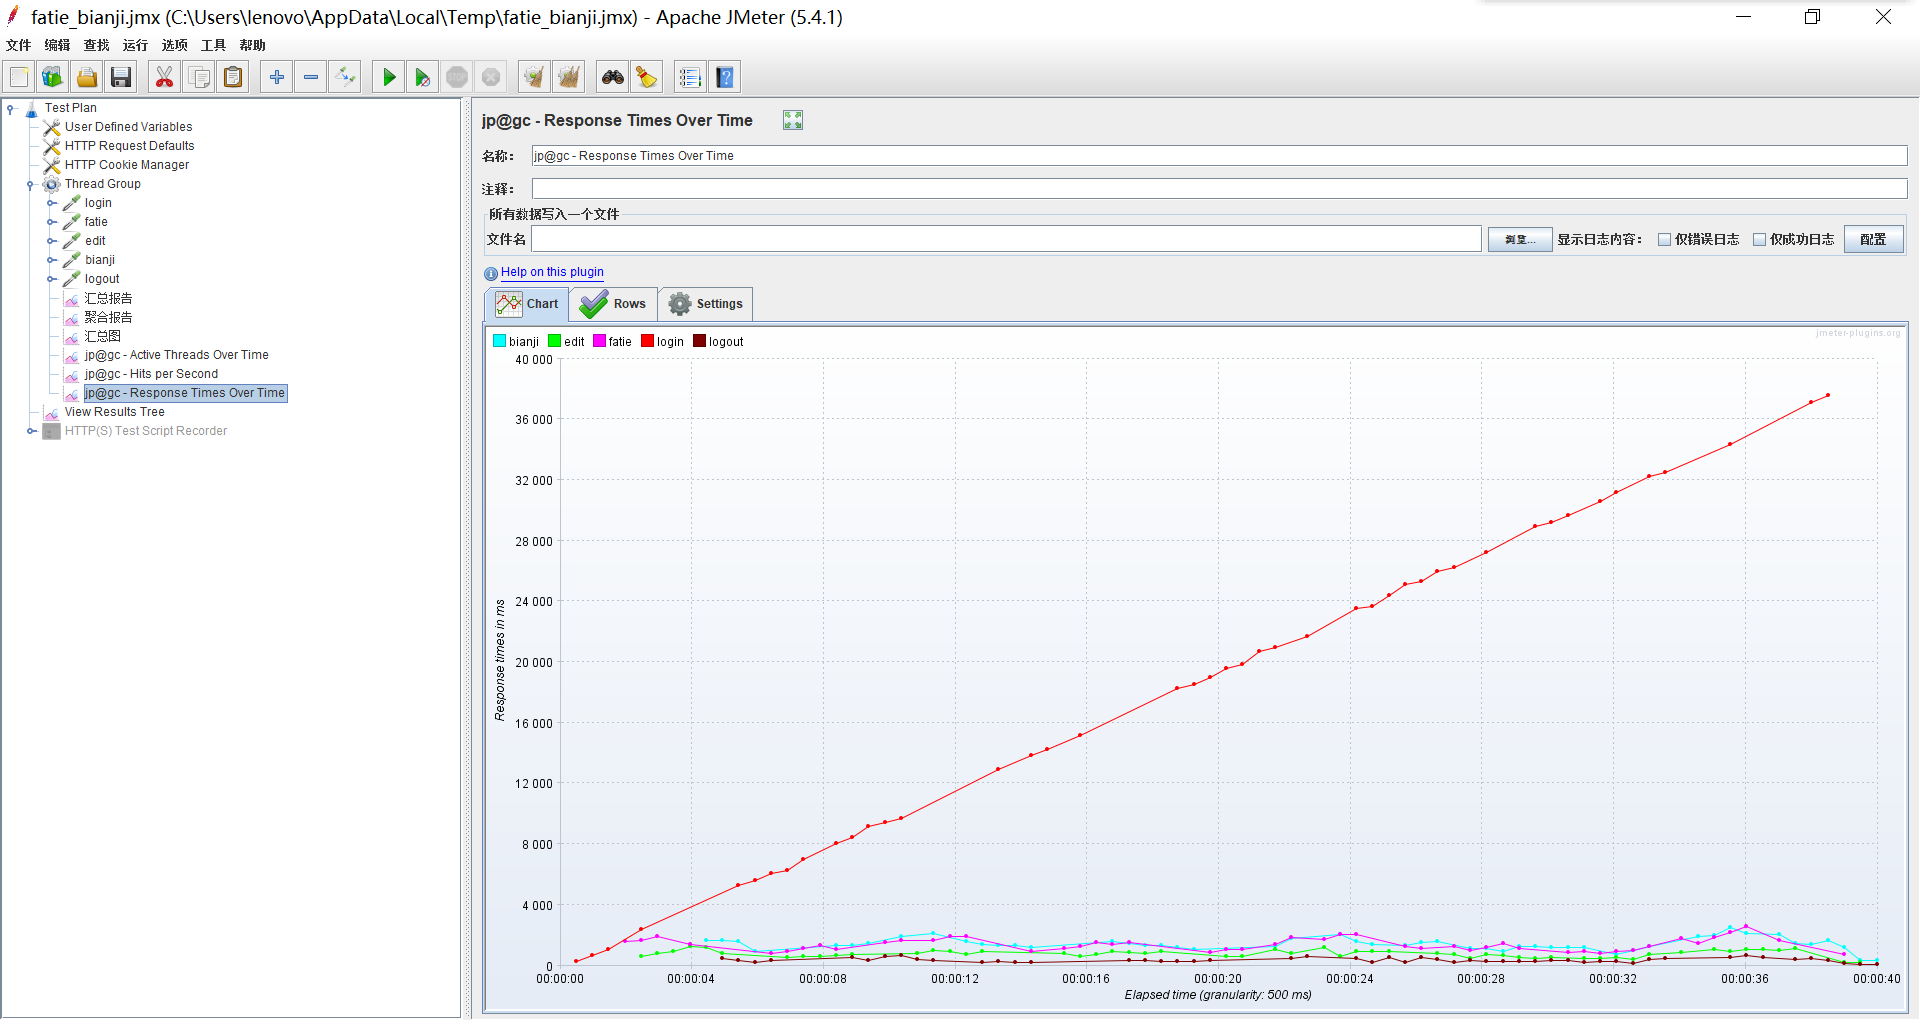 fatie_bianji.jmx (C:\Users\lenovo\AppData\Local\Temp\fatie_bianji.jmx) - Apache JMeter (5.4.1)
文件 编辑 查找 运行 选项 工具 帮助
STOP
Test Plan
User Defined Variables
HTTP Request Defaults
HTTP Cookie Manager
Thread Group
login
fatie
edit
bianji
logout
汇总报告
聚合报告
汇总图
jp@gc - Active Threads Over Time
jp@gc - Hits per Second
jp@gc - Response Times Over Time
View Results Tree
HTTP(S) Test Script Recorder
jp@gc - Response Times Over Time
名称： jp@gc - Response Times Over Time
注释：
所有数据写入一个文件
文件名 浏览... 显示日志内容： 仅错误日志 仅成功日志 配置
Help on this plugin
Chart Rows Settings
jmeter-plugins.org
bianji edit fatie login logout
40 000
36 000
32 000
28 000
24 000
20 000
16 000
12 000
8 000
4 000
0
Response times in ms
00:00:00 00:00:04 00:00:08 00:00:12 00:00:16 00:00:20 00:00:24 00:00:28 00:00:32 00:00:36 00:00:40
Elapsed time (granularity: 500 ms)